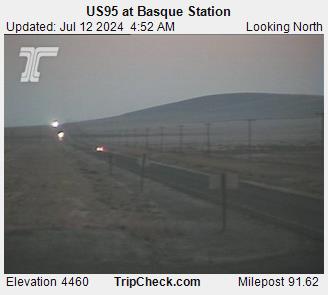 US95 at Basque Station
Updated: Jul 12 2024 4:52 AM Looking North
Elevation 4460 TripCheck.com Milepost 91.62